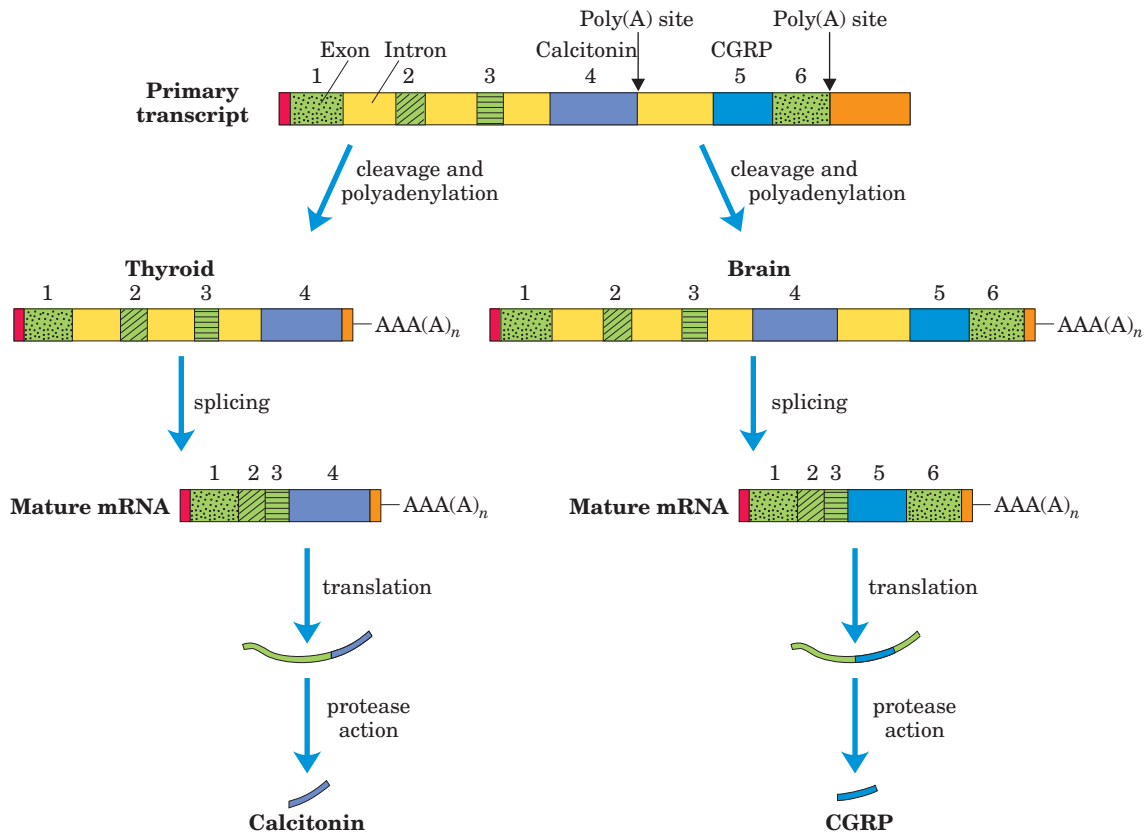 Poly(A) site
Poly(A) site
Exon
Intron
Calcitonin
CGRP
1
2
3
4
5
6
Primary
transcript
cleavage and
polyadenylation
cleavage and
polyadenylation
Thyroid
1
2
3
4
AAA(A)n
Brain
1
2
3
4
5
6
AAA(A)n
splicing
splicing
Mature mRNA
1
2
3
4
AAA(A)n
Mature mRNA
1
2
3
5
6
AAA(A)n
translation
translation
protease
action
protease
action
Calcitonin
CGRP